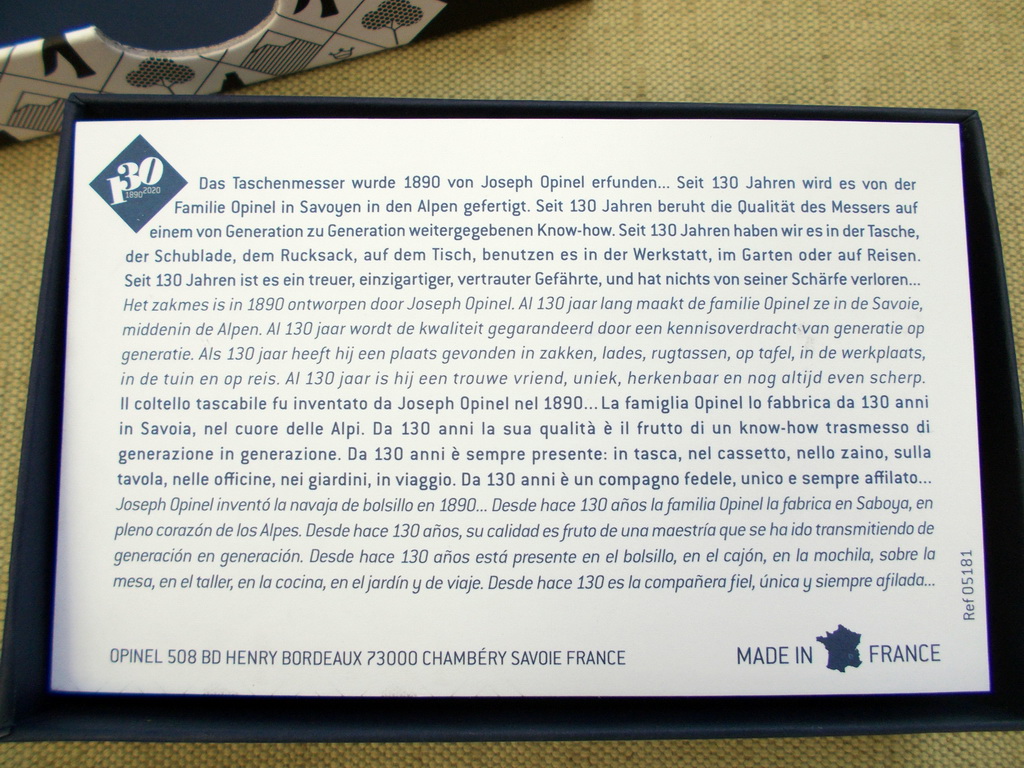 130
1890 2020
Das Taschenmesser wurde 1890 von Joseph Opinel erfunden... Seit 130 Jahren wird es von der
Familie Opinel in Savoyen in den Alpen gefertigt. Seit 130 Jahren beruht die Qualität des Messers auf
einem von Generation zu Generation weitergegebenen Know-how. Seit 130 Jahren haben wir es in der Tasche,
der Schublade, dem Rucksack, auf dem Tisch, benutzen es in der Werkstatt, im Garten oder auf Reisen.
Seit 130 Jahren ist es ein treuer, einzigartiger, vertrauter Gefährte, und hat nichts von seiner Schärfe verloren...
Het zakmes is in 1890 ontworpen door Joseph Opinel. Al 130 jaar lang maakt de familie Opinel ze in de Savoie,
middenin de Alpen. Al 130 jaar wordt de kwaliteit gegarandeerd door een kennisoverdracht van generatie op
generatie. Als 130 jaar heeft hij een plaats gevonden in zakken, lades, rugtassen, op tafel, in de werkplaats,
in de tuin en op reis. Al 130 jaar is hij een trouwe vriend, uniek, herkenbaar en nog altijd even scherp.
Il coltello tascabile fu inventato da Joseph Opinel nel 1890... La famiglia Opinel lo fabbrica da 130 anni
in Savoia, nel cuore delle Alpi. Da 130 anni la sua qualità è il frutto di un know-how trasmesso di
generazione in generazione. Da 130 anni è sempre presente: in tasca, nel cassetto, nello zaino, sulla
tavola, nelle officine, nei giardini, in viaggio. Da 130 anni è un compagno fedele, unico e sempre affilato...
Joseph Opinel inventó la navaja de bolsillo en 1890... Desde hace 130 años la familia Opinel la fabrica en Saboya, en
pleno corazón de los Alpes. Desde hace 130 años, su calidad es fruto de una maestría que se ha ido transmitiendo de
generación en generación. Desde hace 130 años está presente en el bolsillo, en el cajón, en la mochila, sobre la
mesa, en el taller, en la cocina, en el jardín y de viaje. Desde hace 130 es la compañera fiel, única y siempre afilada...
Ref 05181
OPINEL 508 BD HENRY BORDEAUX 73000 CHAMBÉRY SAVOIE FRANCE
MADE IN FRANCE